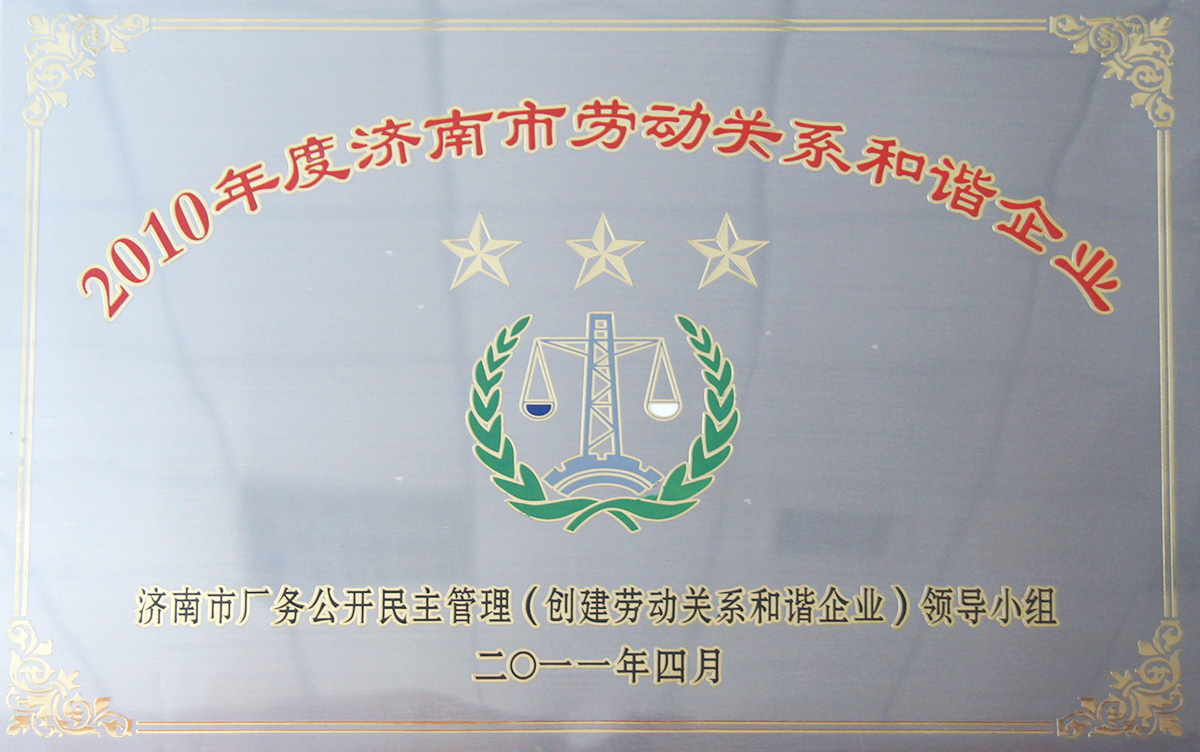 2010年度济南市劳动关系和谐企业
济南市厂务公开民主管理（创建劳动关系和谐企业）领导小组
二〇一一年四月